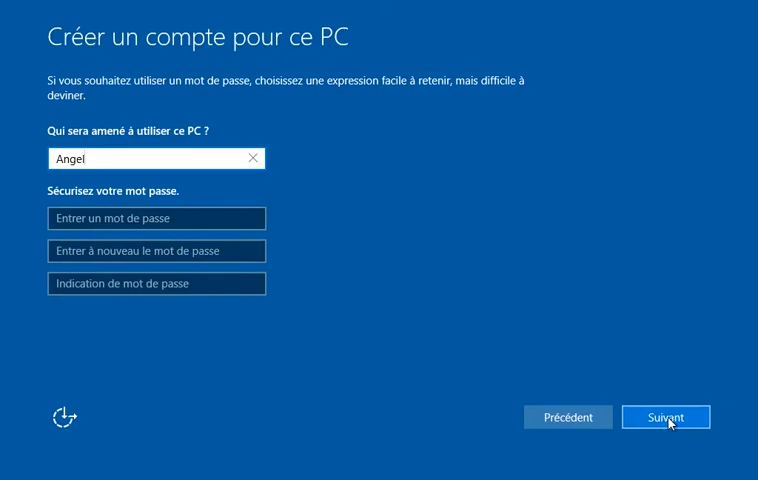 Créer un compte pour ce PC
Si vous souhaitez utiliser un mot de passe, choisissez une expression facile à retenir, mais difficile à
deviner.
Qui sera amené à utiliser ce PC ?
Angel
Sécurisez votre mot passe.
Entrer un mot de passe
Entrer à nouveau le mot de passe
Indication de mot de passe
Précédent
Suivant